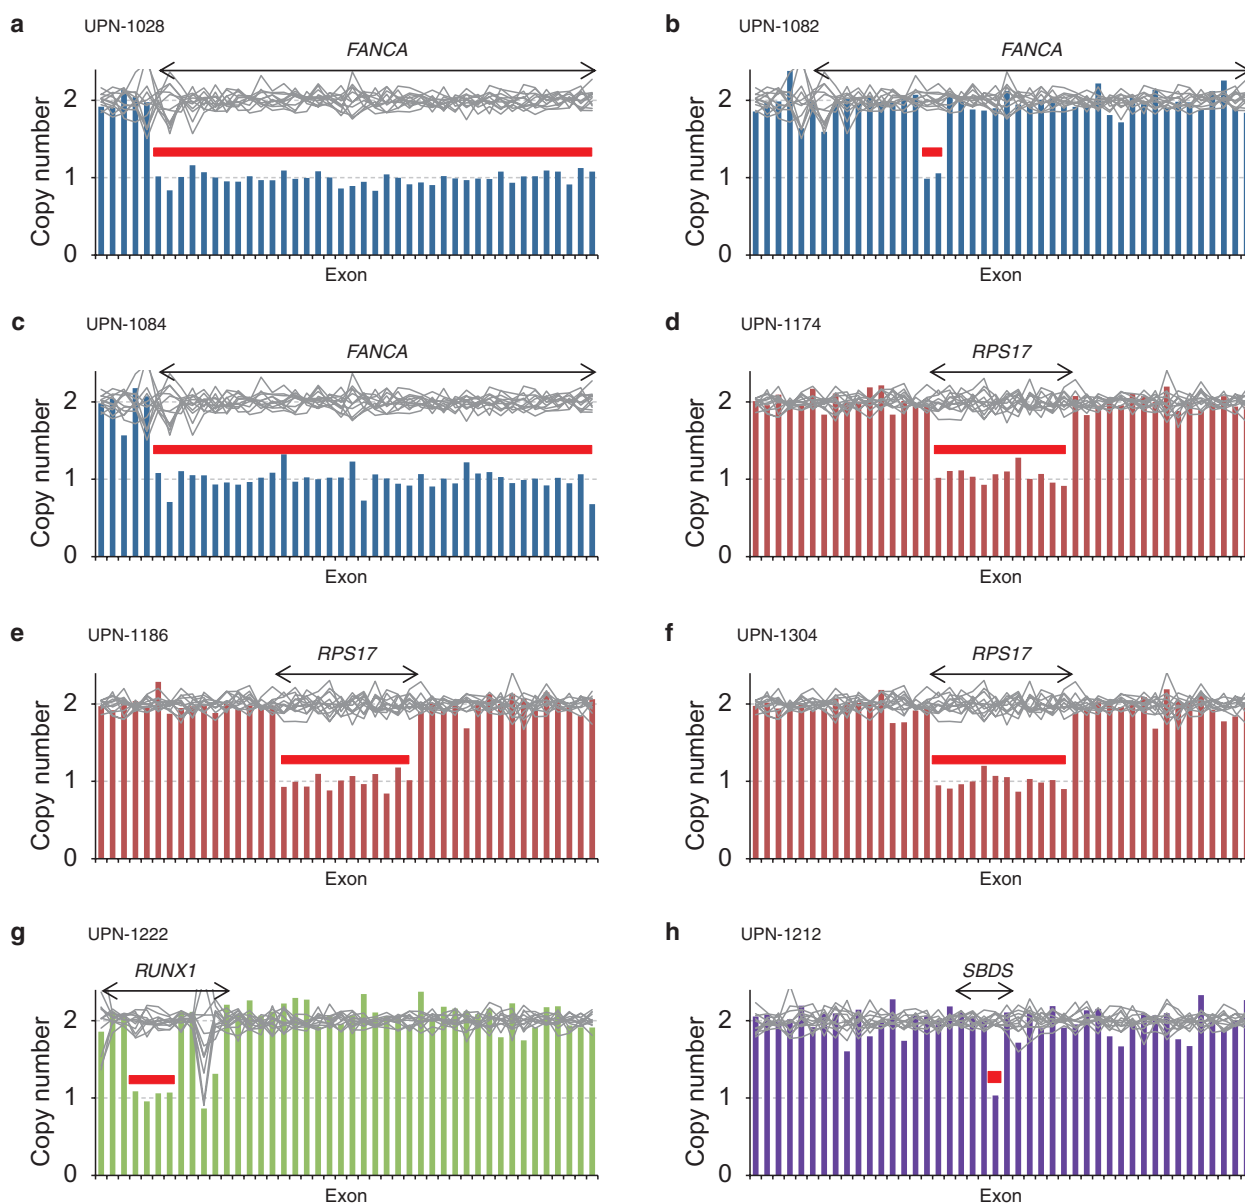 a UPN-1028
FANCA
Copy number
2
1
0
Exon
b UPN-1082
FANCA
Copy number
2
1
0
Exon
c UPN-1084
FANCA
Copy number
2
1
0
Exon
d UPN-1174
RPS17
Copy number
2
1
0
Exon
e UPN-1186
RPS17
Copy number
2
1
0
Exon
f UPN-1304
RPS17
Copy number
2
1
0
Exon
g UPN-1222
RUNX1
Copy number
2
1
0
Exon
h UPN-1212
SBDS
Copy number
2
1
0
Exon